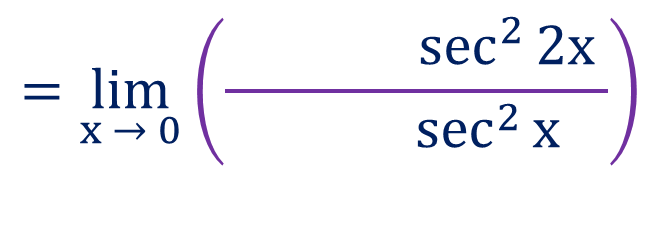 = lim x → 0 ( sec² 2x / sec² x )